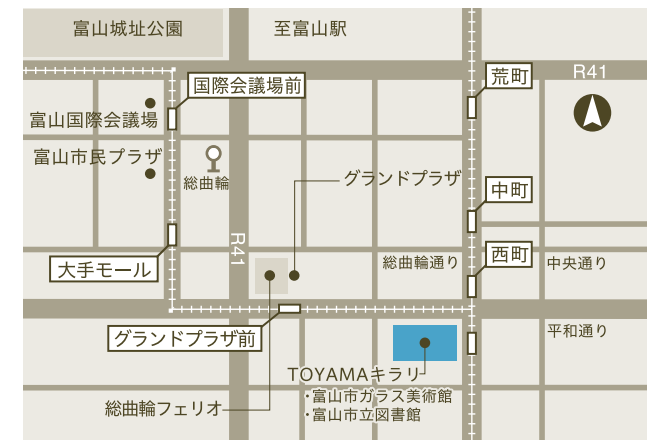 富山城址公園
至富山駅
R41
荒町
国際会議場前
富山国際会議場
富山市民プラザ
総曲輪
グランドプラザ
中町
R41
大手モール
総曲輪通り
西町
中央通り
グランドプラザ前
平和通り
TOYAMAキラリ
・富山市ガラス美術館
・富山市立図書館
総曲輪フェリオ